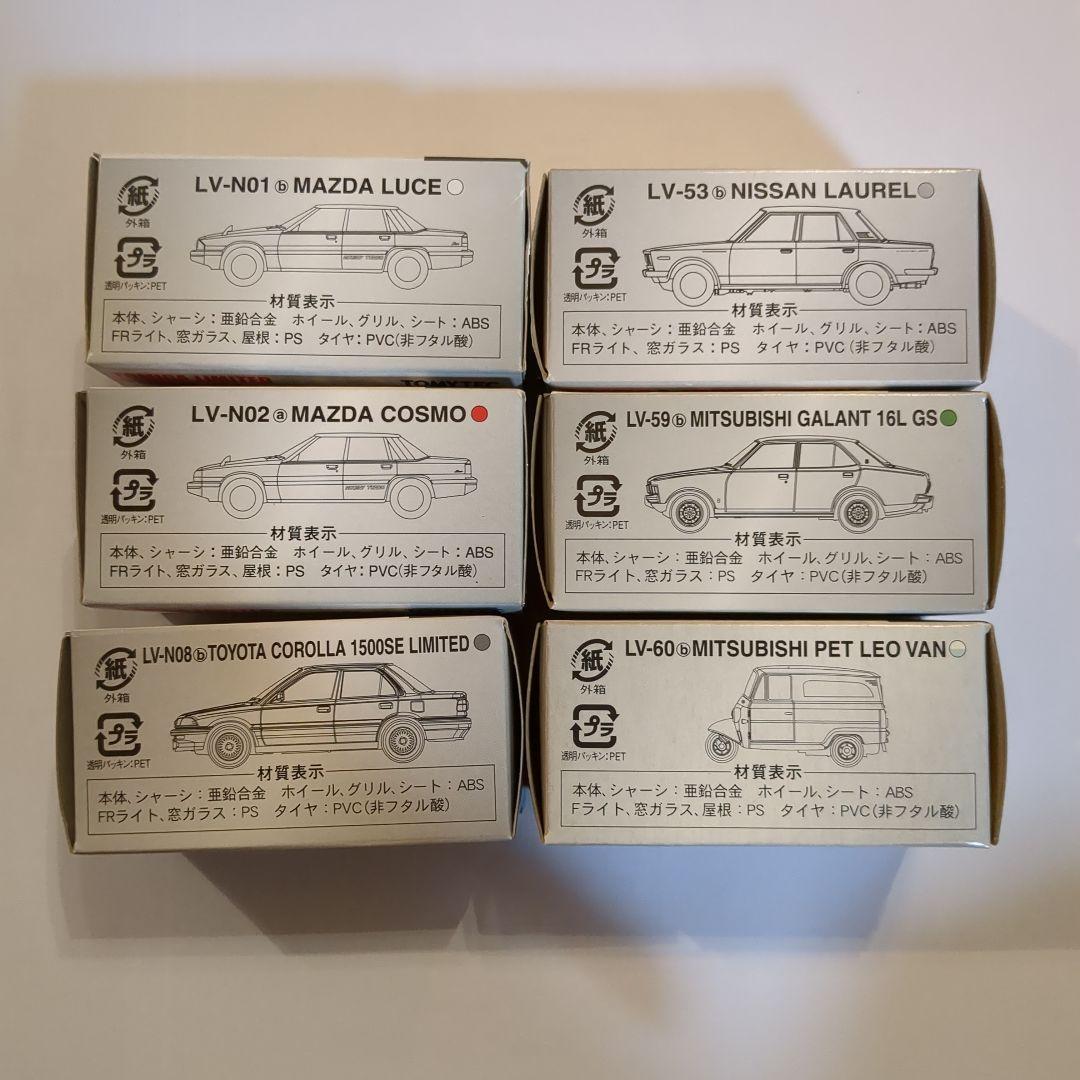 LV-N01 ⓑ MAZDA LUCE
紙
外箱
プラ
透明パッキン:PET
材質表示
本体、シャーシ:亜鉛合金 ホイール、グリル、シート:ABS
FRライト、窓ガラス、屋根:PS タイヤ:PVC(非フタル酸)
LIMITED TOMYTEC
LV-53 ⓑ NISSAN LAUREL
紙
外箱
プラ
透明パッキン:PET
材質表示
本体、シャーシ:亜鉛合金 ホイール、グリル、シート:ABS
FRライト、窓ガラス:PS タイヤ:PVC(非フタル酸)
LV-N02 ⓐ MAZDA COSMO
紙
外箱
プラ
透明パッキン:PET
材質表示
本体、シャーシ:亜鉛合金 ホイール、グリル、シート:ABS
FRライト、窓ガラス、屋根:PS タイヤ:PVC(非フタル酸)
LV-59 ⓑ MITSUBISHI GALANT 16L GS
紙
外箱
プラ
透明パッキン:PET
材質表示
本体、シャーシ:亜鉛合金 ホイール、グリル、シート:ABS
FRライト、窓ガラス:PS タイヤ:PVC(非フタル酸)
LV-N08 ⓑ TOYOTA COROLLA 1500SE LIMITED
紙
外箱
プラ
透明パッキン:PET
材質表示
本体、シャーシ:亜鉛合金 ホイール、グリル、シート:ABS
FRライト、窓ガラス:PS タイヤ:PVC(非フタル酸)
LV-60 ⓑ MITSUBISHI PET LEO VAN
紙
外箱
プラ
透明パッキン:PET
材質表示
本体、シャーシ:亜鉛合金 ホイール、シート:ABS
Fライト、窓ガラス、屋根:PS タイヤ:PVC(非フタル酸)